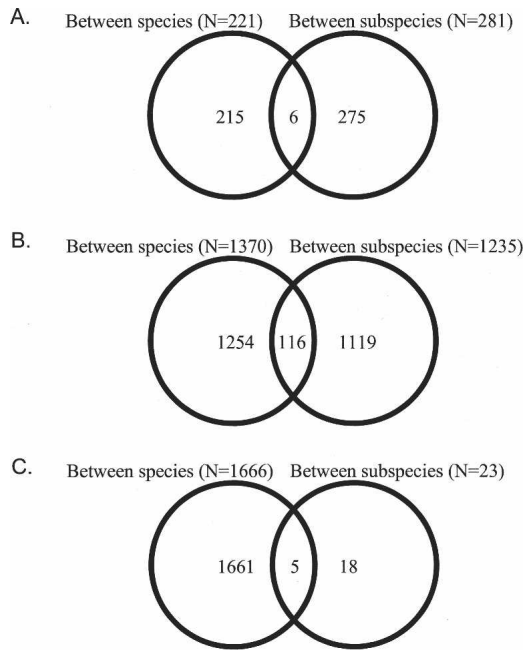 A.
Between species (N=221) Between subspecies (N=281)
215 6 275
B.
Between species (N=1370) Between subspecies (N=1235)
1254 116 1119
C.
Between species (N=1666) Between subspecies (N=23)
1661 5 18